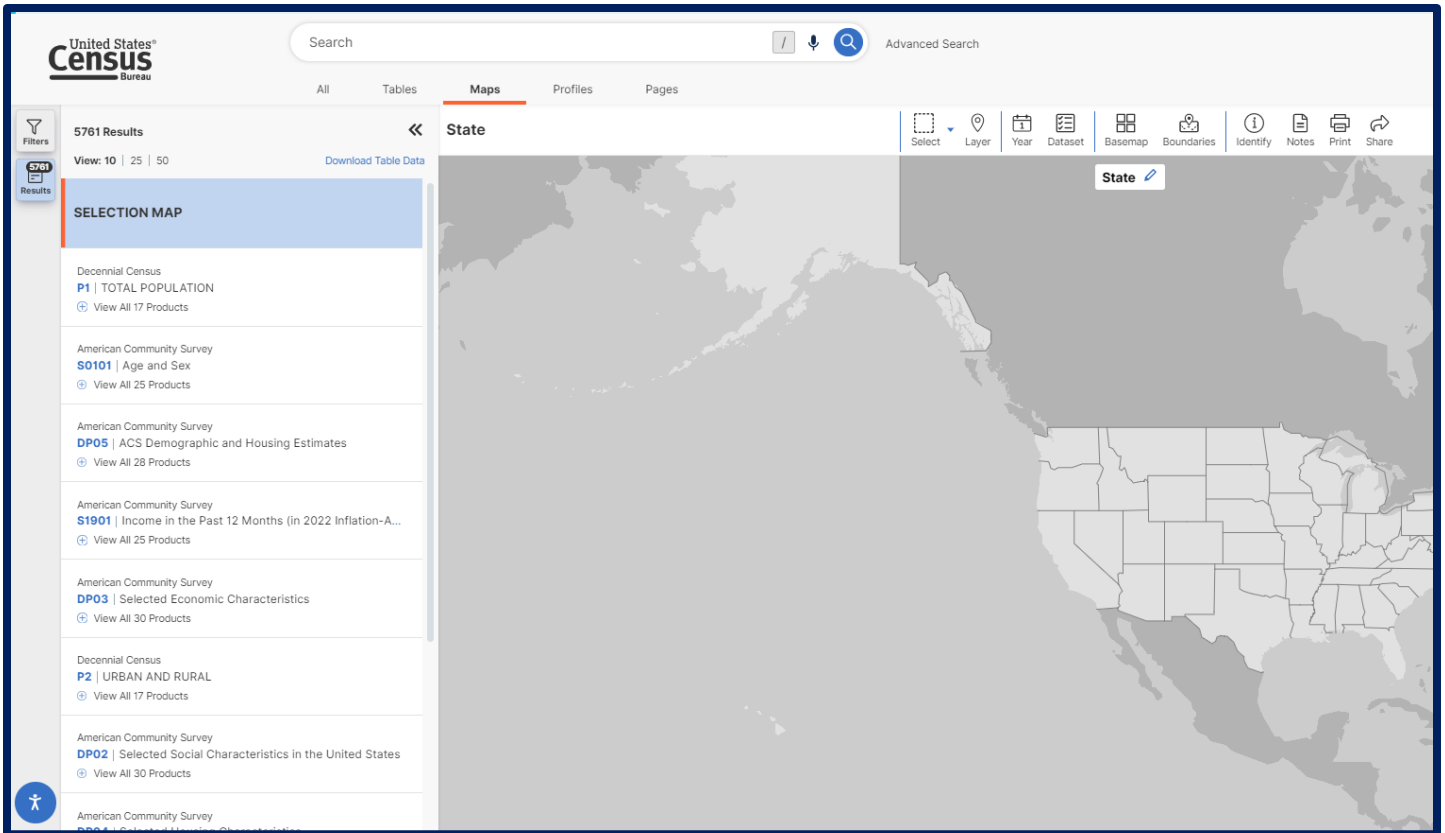 United States®
Census
Bureau
Search
/
Advanced Search
All Tables Maps Profiles Pages
Filters
5761
Results
5761 Results
View: 10 | 25 | 50 Download Table Data
SELECTION MAP
Decennial Census
P1 | TOTAL POPULATION
View All 17 Products
American Community Survey
S0101 | Age and Sex
View All 25 Products
American Community Survey
DP05 | ACS Demographic and Housing Estimates
View All 28 Products
American Community Survey
S1901 | Income in the Past 12 Months (in 2022 Inflation-A...
View All 25 Products
American Community Survey
DP03 | Selected Economic Characteristics
View All 30 Products
Decennial Census
P2 | URBAN AND RURAL
View All 17 Products
American Community Survey
DP02 | Selected Social Characteristics in the United States
View All 30 Products
American Community Survey
DP04 | Selected Housing Characteristics
State
Select Layer Year Dataset Basemap Boundaries Identify Notes Print Share
State